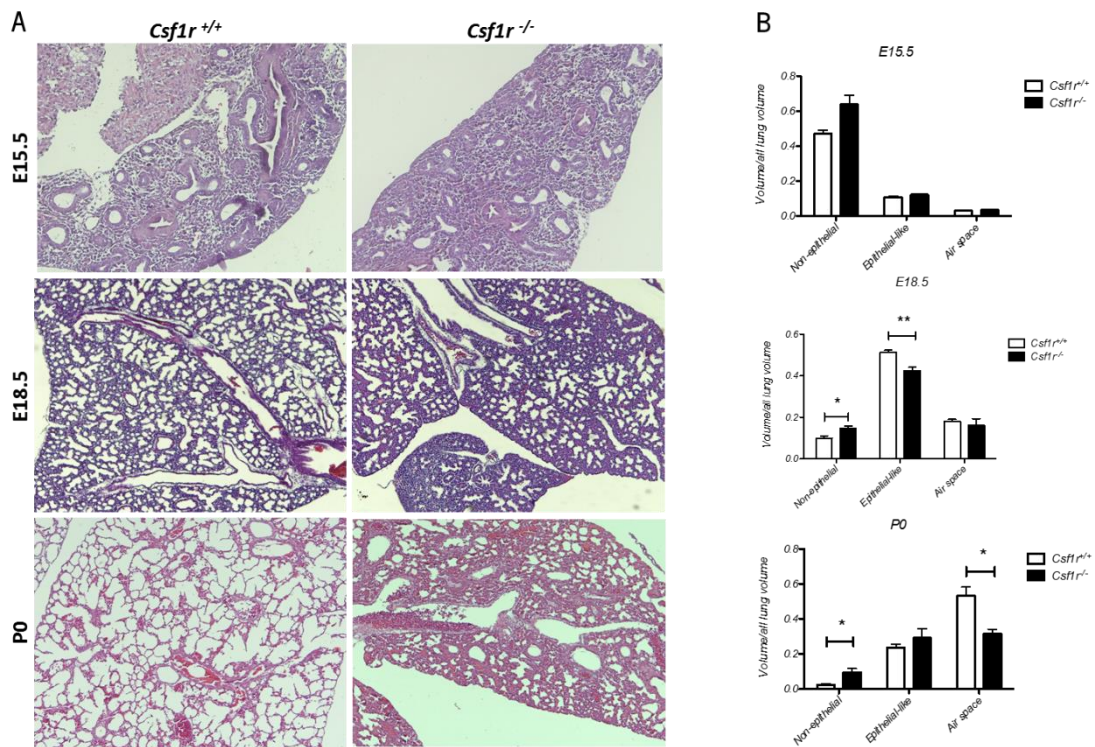 A
Csf1r +/+
Csf1r -/-
E15.5
E18.5
P0
B
E15.5
Volume/all lung volume
0.8
0.6
0.4
0.2
0.0
Non-epithelial
Epithelial-like
Air space
Csf1r+/+
Csf1r-/-
E18.5
Volume/all lung volume
0.6
0.4
0.2
0.0
*
**
Non-epithelial
Epithelial-like
Air space
Csf1r+/+
Csf1r-/-
P0
Volume/all lung volume
0.8
0.6
0.4
0.2
0.0
*
*
Non-epithelial
Epithelial-like
Air space
Csf1r+/+
Csf1r-/-